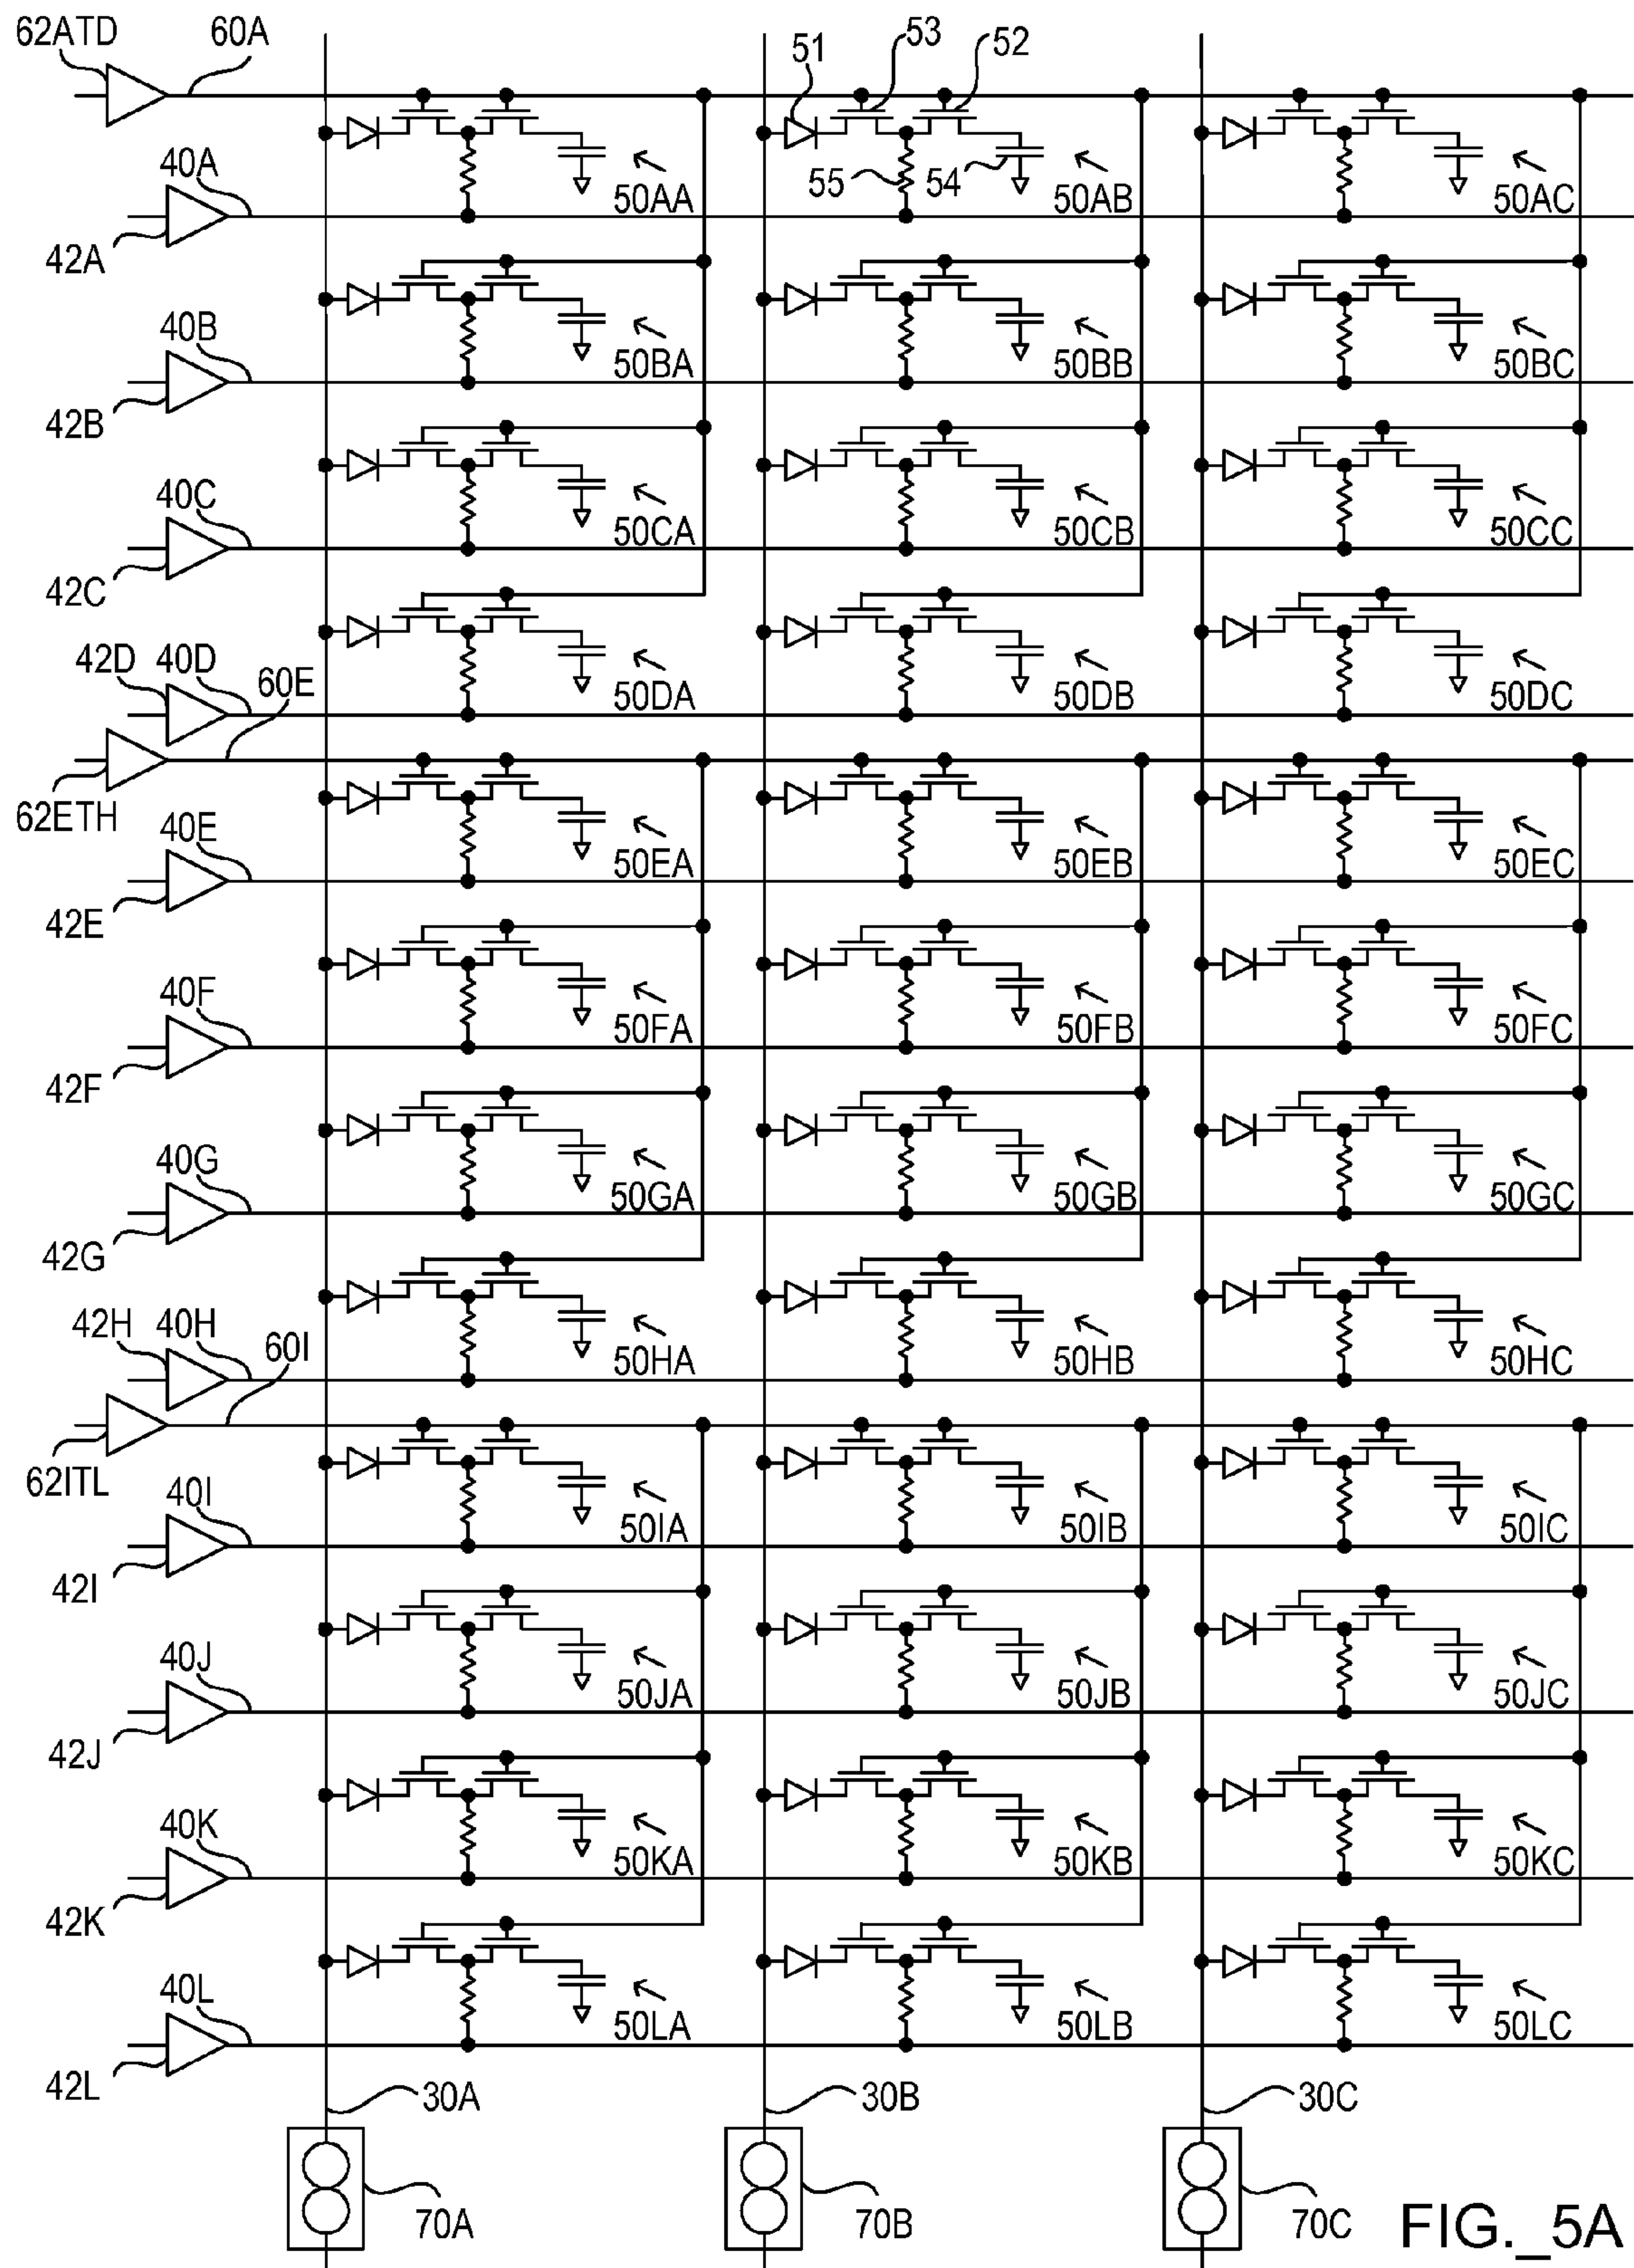 62ATD 60A 51 53 52
40A 55 54 50AA 50AB 50AC
42A
40B 50BA 50BB 50BC
42B
40C 50CA 50CB 50CC
42C
42D 40D 60E 50DA 50DB 50DC
62ETH 40E 50EA 50EB 50EC
42E
40F 50FA 50FB 50FC
42F
40G 50GA 50GB 50GC
42G
42H 40H 60I 50HA 50HB 50HC
62ITL 40I 50IA 50IB 50IC
42I
40J 50JA 50JB 50JC
42J
40K 50KA 50KB 50KC
42K
40L 50LA 50LB 50LC
42L 30A 30B 30C
70A 70B 70C FIG._5A